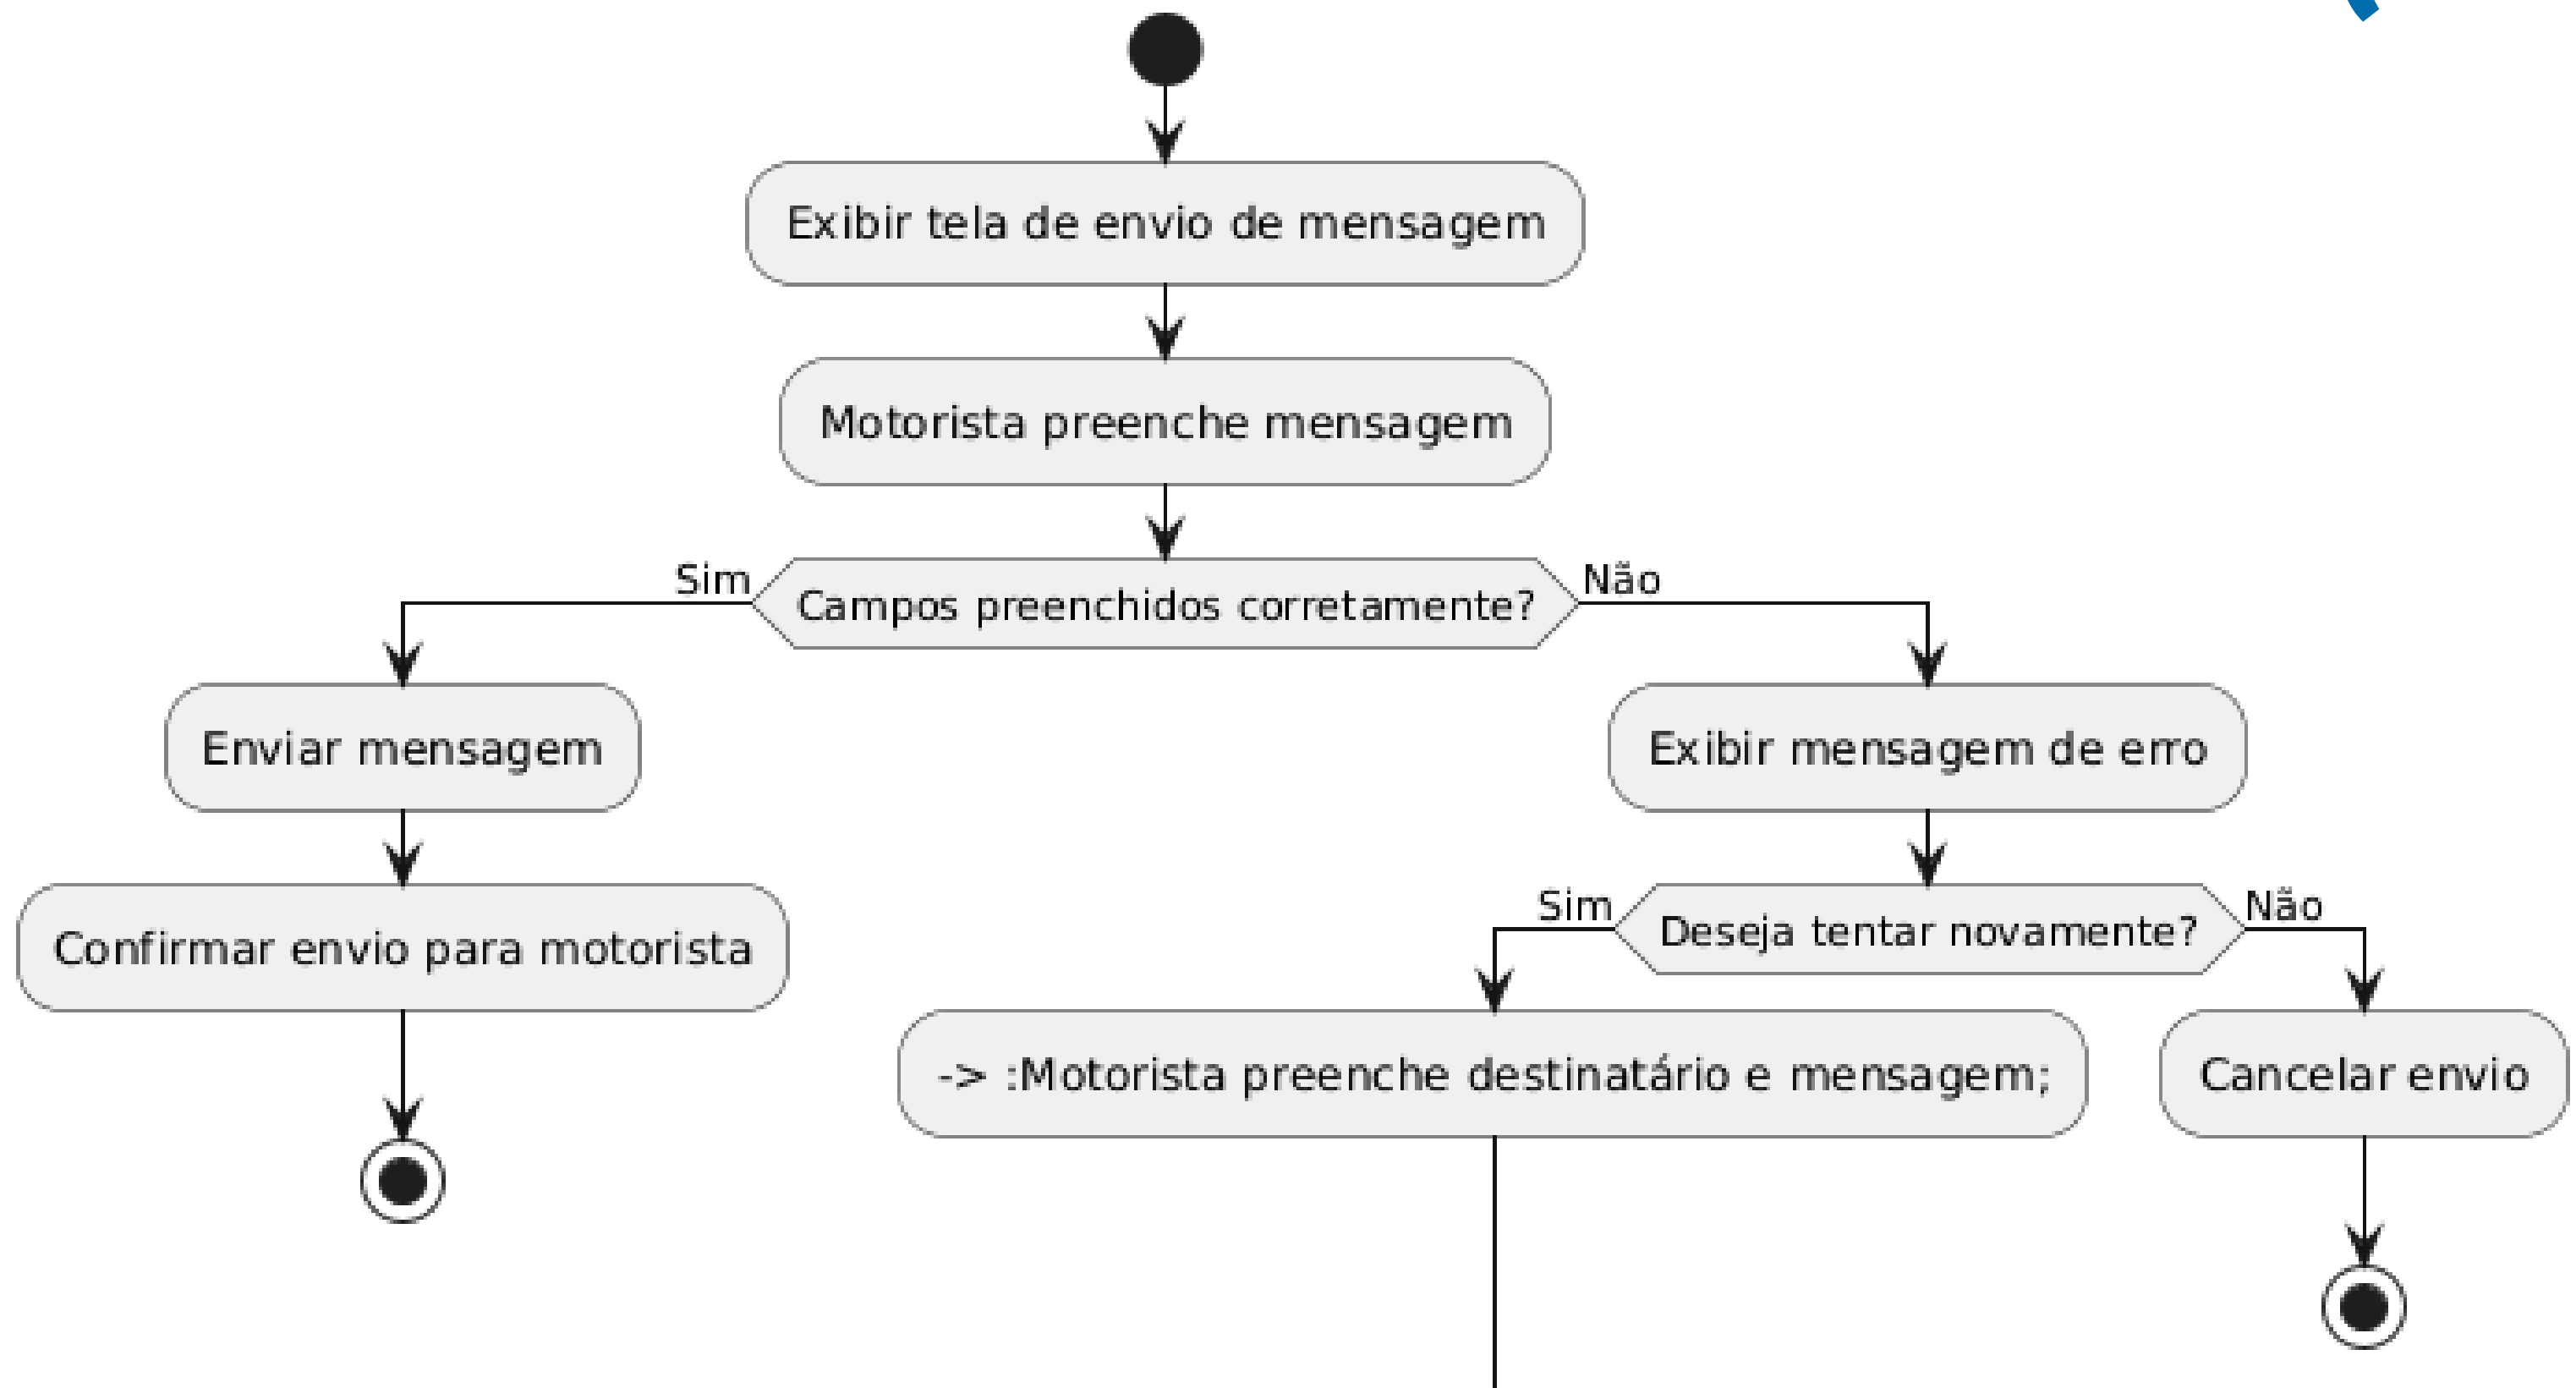 Exibir tela de envio de mensagem
Motorista preenche mensagem
Sim
Campos preenchidos corretamente?
Não
Enviar mensagem
Exibir mensagem de erro
Confirmar envio para motorista
Sim
Deseja tentar novamente?
Não
-> :Motorista preenche destinatário e mensagem;
Cancelar envio